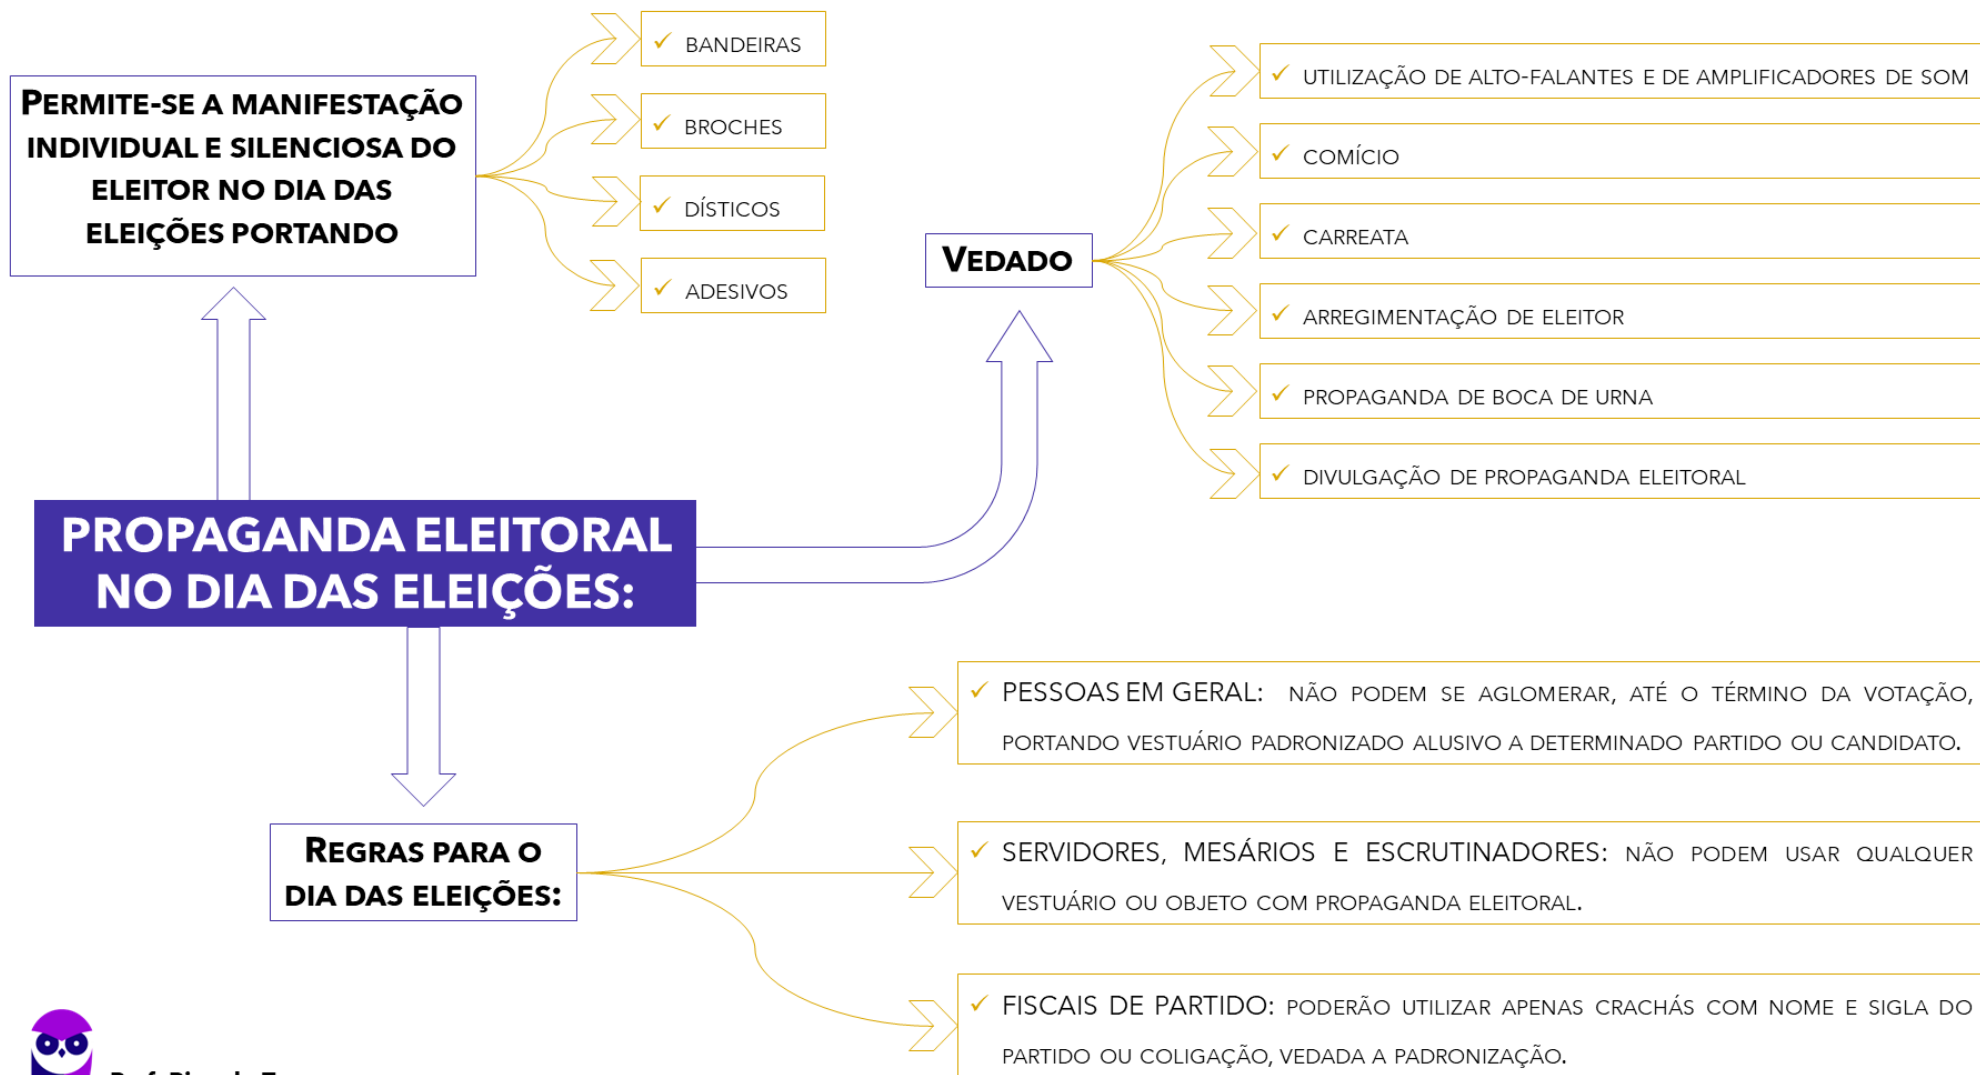 PERMITE-SE A MANIFESTAÇÃO
INDIVIDUAL E SILENCIOSA DO
ELEITOR NO DIA DAS
ELEIÇÕES PORTANDO
✓ BANDEIRAS
✓ BROCHES
✓ DÍSTICOS
✓ ADESIVOS
VEDADO
✓ UTILIZAÇÃO DE ALTO-FALANTES E DE AMPLIFICADORES DE SOM
✓ COMÍCIO
✓ CARREATA
✓ ARREGIMENTAÇÃO DE ELEITOR
✓ PROPAGANDA DE BOCA DE URNA
✓ DIVULGAÇÃO DE PROPAGANDA ELEITORAL
PROPAGANDA ELEITORAL
NO DIA DAS ELEIÇÕES:
REGRAS PARA O
DIA DAS ELEIÇÕES:
✓ PESSOAS EM GERAL: NÃO PODEM SE AGLOMERAR, ATÉ O TÉRMINO DA VOTAÇÃO,
PORTANDO VESTUÁRIO PADRONIZADO ALUSIVO A DETERMINADO PARTIDO OU CANDIDATO.
✓ SERVIDORES, MESÁRIOS E ESCRUTINADORES: NÃO PODEM USAR QUALQUER
VESTUÁRIO OU OBJETO COM PROPAGANDA ELEITORAL.
✓ FISCAIS DE PARTIDO: PODERÃO UTILIZAR APENAS CRACHÁS COM NOME E SIGLA DO
PARTIDO OU COLIGAÇÃO, VEDADA A PADRONIZAÇÃO.